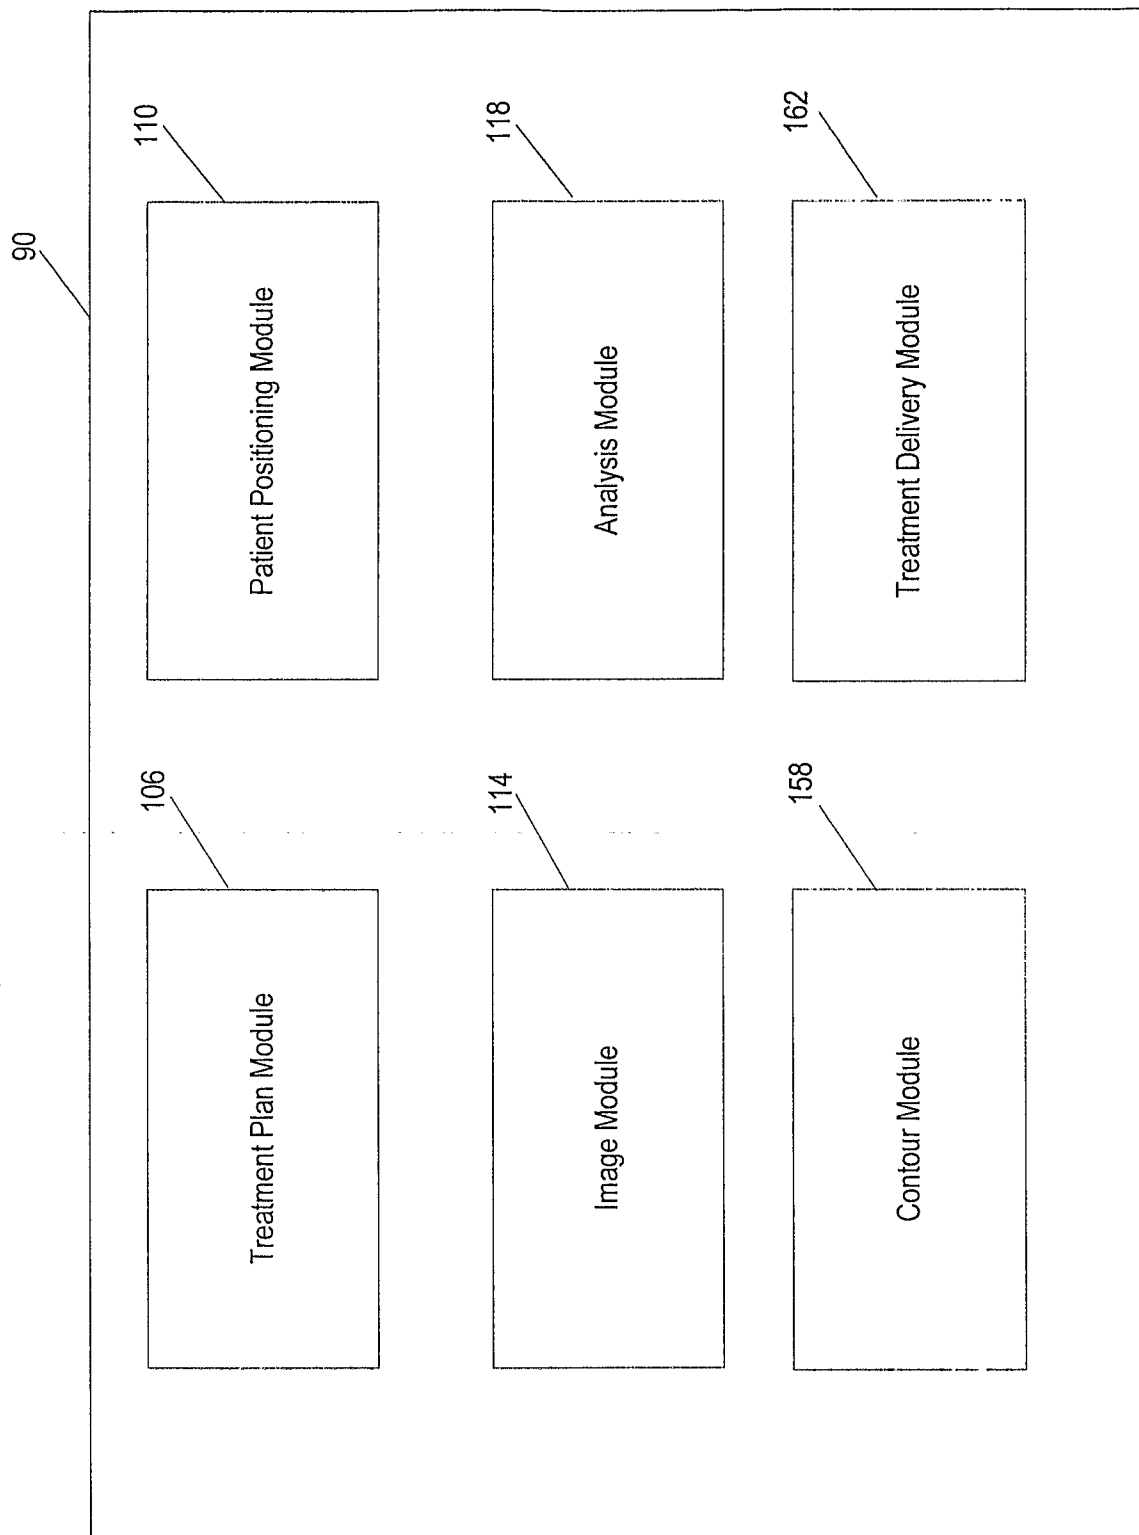 90
106
Treatment Plan Module
110
Patient Positioning Module
114
Image Module
118
Analysis Module
158
Contour Module
162
Treatment Delivery Module